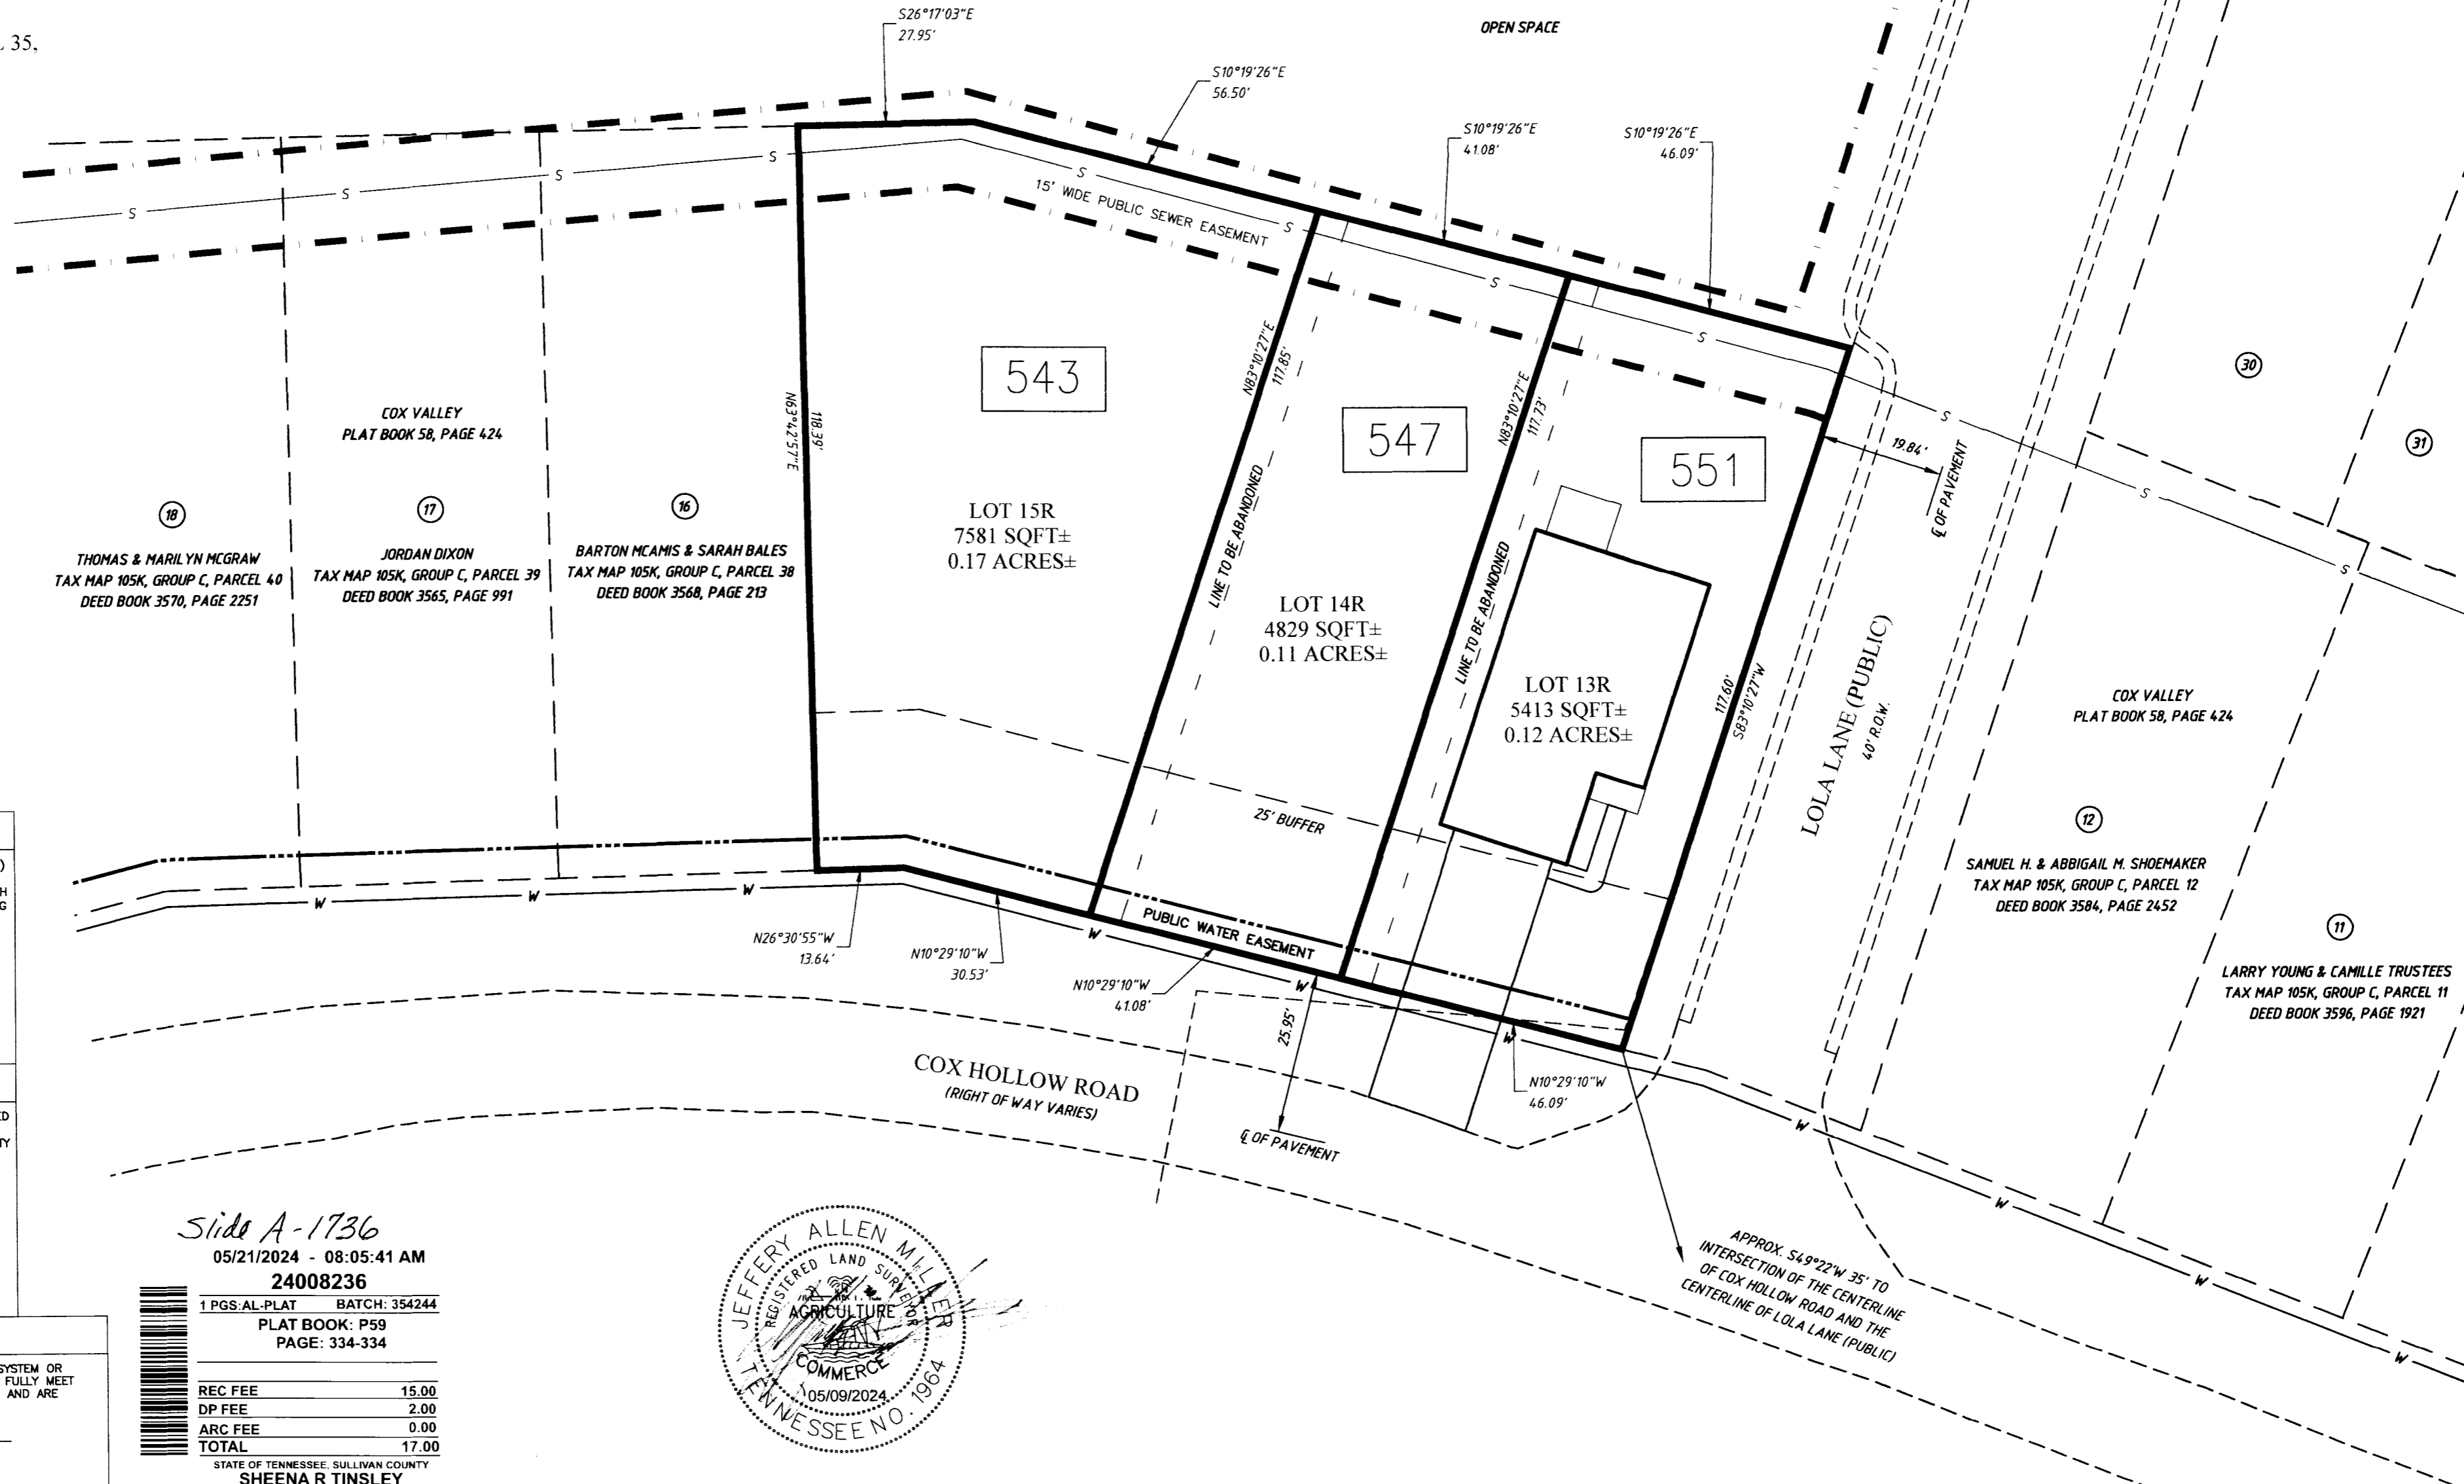 L 35,
S26°17'03"E
27.95'
OPEN SPACE
S10°19'26"E
56.50'
S10°19'26"E
41.08'
S10°19'26"E
46.09'
S
S
S
S
S
S
S
S
S
S
S
15' WIDE PUBLIC SEWER EASEMENT
543
547
551
N63°42'57"E
118.39'
N83°10'27"E
117.85'
N83°10'27"E
117.73'
117.60'
S83°10'27"W
LINE TO BE ABANDONED
LINE TO BE ABANDONED
19.84'
℄ OF PAVEMENT
30
31
COX VALLEY
PLAT BOOK 58, PAGE 424
18
THOMAS & MARILYN MCGRAW
TAX MAP 105K, GROUP C, PARCEL 40
DEED BOOK 3570, PAGE 2251
17
JORDAN DIXON
TAX MAP 105K, GROUP C, PARCEL 39
DEED BOOK 3565, PAGE 991
16
BARTON MCAMIS & SARAH BALES
TAX MAP 105K, GROUP C, PARCEL 38
DEED BOOK 3568, PAGE 213
LOT 15R
7581 SQFT±
0.17 ACRES±
LOT 14R
4829 SQFT±
0.11 ACRES±
LOT 13R
5413 SQFT±
0.12 ACRES±
LOLA LANE (PUBLIC)
40' R.O.W.
COX VALLEY
PLAT BOOK 58, PAGE 424
12
SAMUEL H. & ABBIGAIL M. SHOEMAKER
TAX MAP 105K, GROUP C, PARCEL 12
DEED BOOK 3584, PAGE 2452
11
LARRY YOUNG & CAMILLE TRUSTEES
TAX MAP 105K, GROUP C, PARCEL 11
DEED BOOK 3596, PAGE 1921
25' BUFFER
PUBLIC WATER EASEMENT
W
W
W
W
W
W
W
W
W
W
N26°30'55"W
13.64'
N10°29'10"W
30.53'
N10°29'10"W
41.08'
25.95'
N10°29'10"W
46.09'
℄ OF PAVEMENT
COX HOLLOW ROAD
(RIGHT OF WAY VARIES)
APPROX. S49°22'W 35' TO
INTERSECTION OF THE CENTERLINE
OF COX HOLLOW ROAD AND THE
CENTERLINE OF LOLA LANE (PUBLIC)
)
H
G
ED
TY
SYSTEM OR
FULLY MEET
AND ARE
Slide A-1736
05/21/2024 - 08:05:41 AM
24008236
1 PGS:AL-PLAT BATCH: 354244
PLAT BOOK: P59
PAGE: 334-334
REC FEE 15.00
DP FEE 2.00
ARC FEE 0.00
TOTAL 17.00
STATE OF TENNESSEE, SULLIVAN COUNTY
SHEENA R TINSLEY
JEFFERY ALLEN MILLER
REGISTERED LAND SURVEYOR
AGRICULTURE
COMMERCE
05/09/2024
TENNESSEE NO. 1964